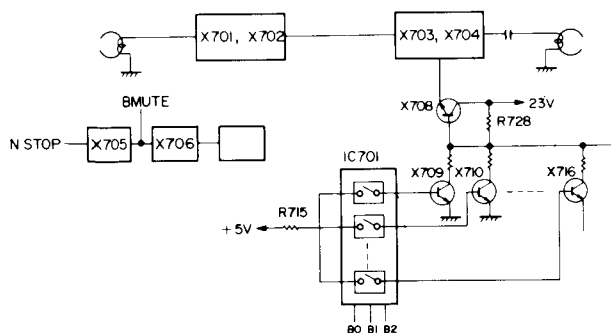 X701, X702
X703, X704
X708
23V
R728
BMUTE
N STOP
X705
X706
IC701
X709
X710
X716
R715
+5V
B0 B1 B2